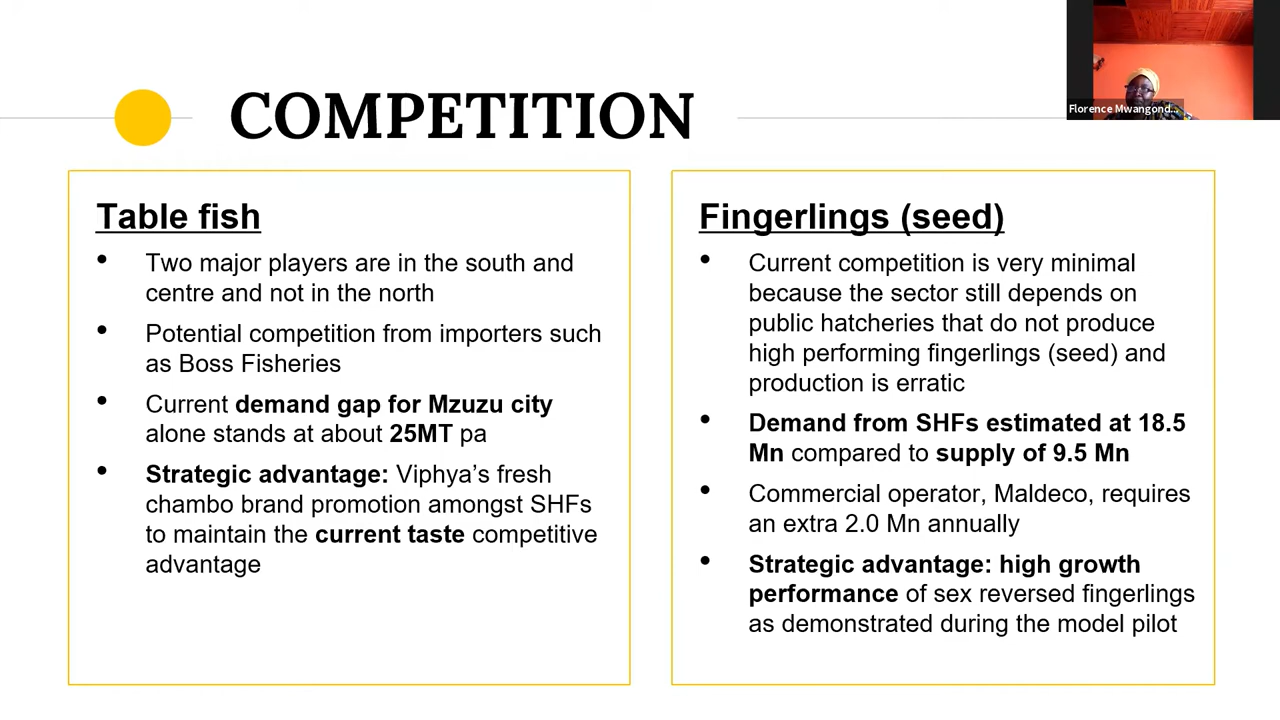 COMPETITION
Florence Mwangond...
Table fish
• Two major players are in the south and
centre and not in the north
• Potential competition from importers such
as Boss Fisheries
• Current demand gap for Mzuzu city
alone stands at about 25MT pa
• Strategic advantage: Viphya’s fresh
chambo brand promotion amongst SHFs
to maintain the current taste competitive
advantage
Fingerlings (seed)
• Current competition is very minimal
because the sector still depends on
public hatcheries that do not produce
high performing fingerlings (seed) and
production is erratic
• Demand from SHFs estimated at 18.5
Mn compared to supply of 9.5 Mn
• Commercial operator, Maldeco, requires
an extra 2.0 Mn annually
• Strategic advantage: high growth
performance of sex reversed fingerlings
as demonstrated during the model pilot